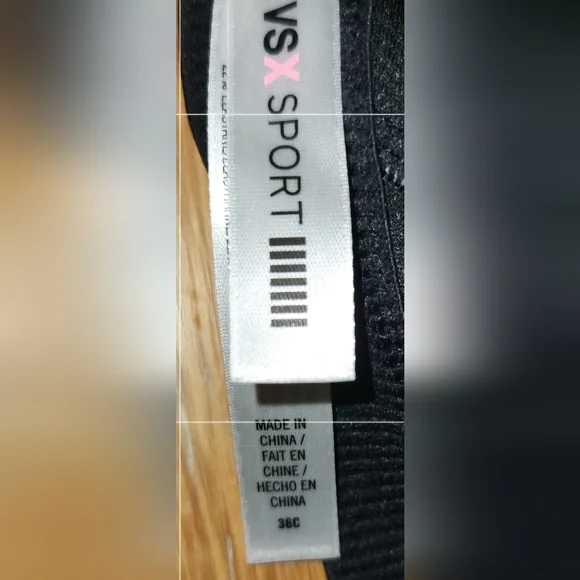 VSX SPORT
MADE IN
CHINA /
FAIT EN
CHINE /
HECHO EN
CHINA
36C